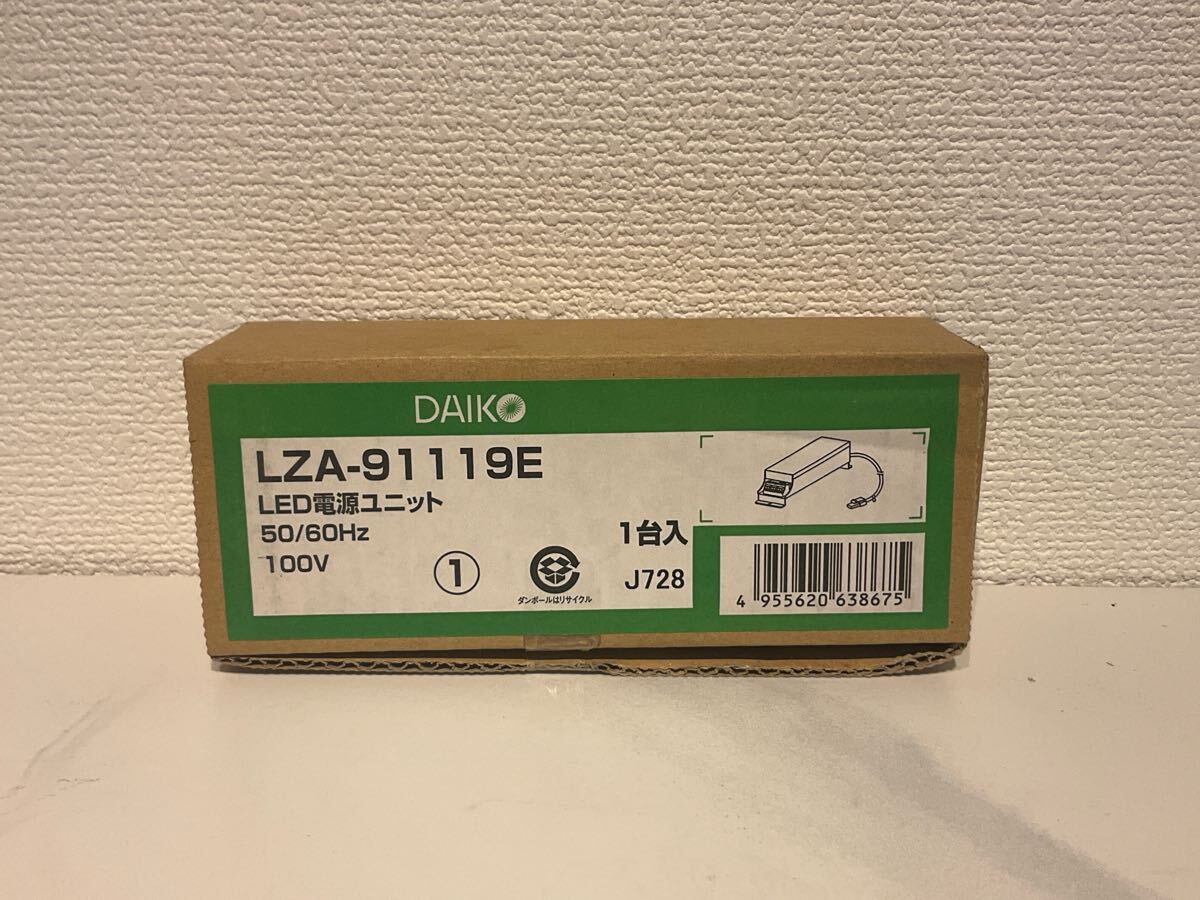 DAIKO
LZA-91119E
LED電源ユニット
50/60Hz
100V
①
ダンボールはリサイクル
1台入
J728
4 955620 638675